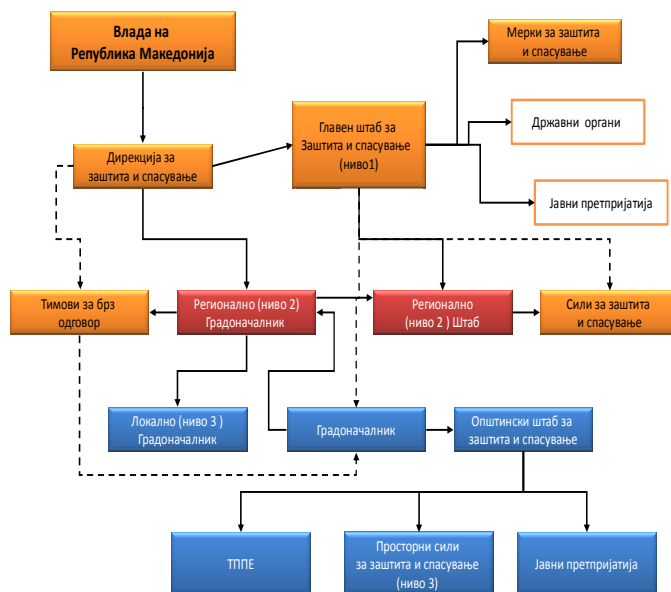 Влада на
Република Македонија
Мерки за заштита
и спасување
Главен штаб за
Заштита и спасување
(ниво1)
Државни органи
Дирекција за
заштита и спасување
Јавни претпријатија
Тимови за брз
одговор
Регионално (ниво 2)
Градоначалник
Регионално
(ниво 2 ) Штаб
Сили за заштита
и спасување
Локално (ниво 3 )
Градоначалник
Градоначалник
Општински штаб за
заштита и спасување
ТППЕ
Просторни сили
за заштита и спасување
(ниво 3)
Јавни претпријатија